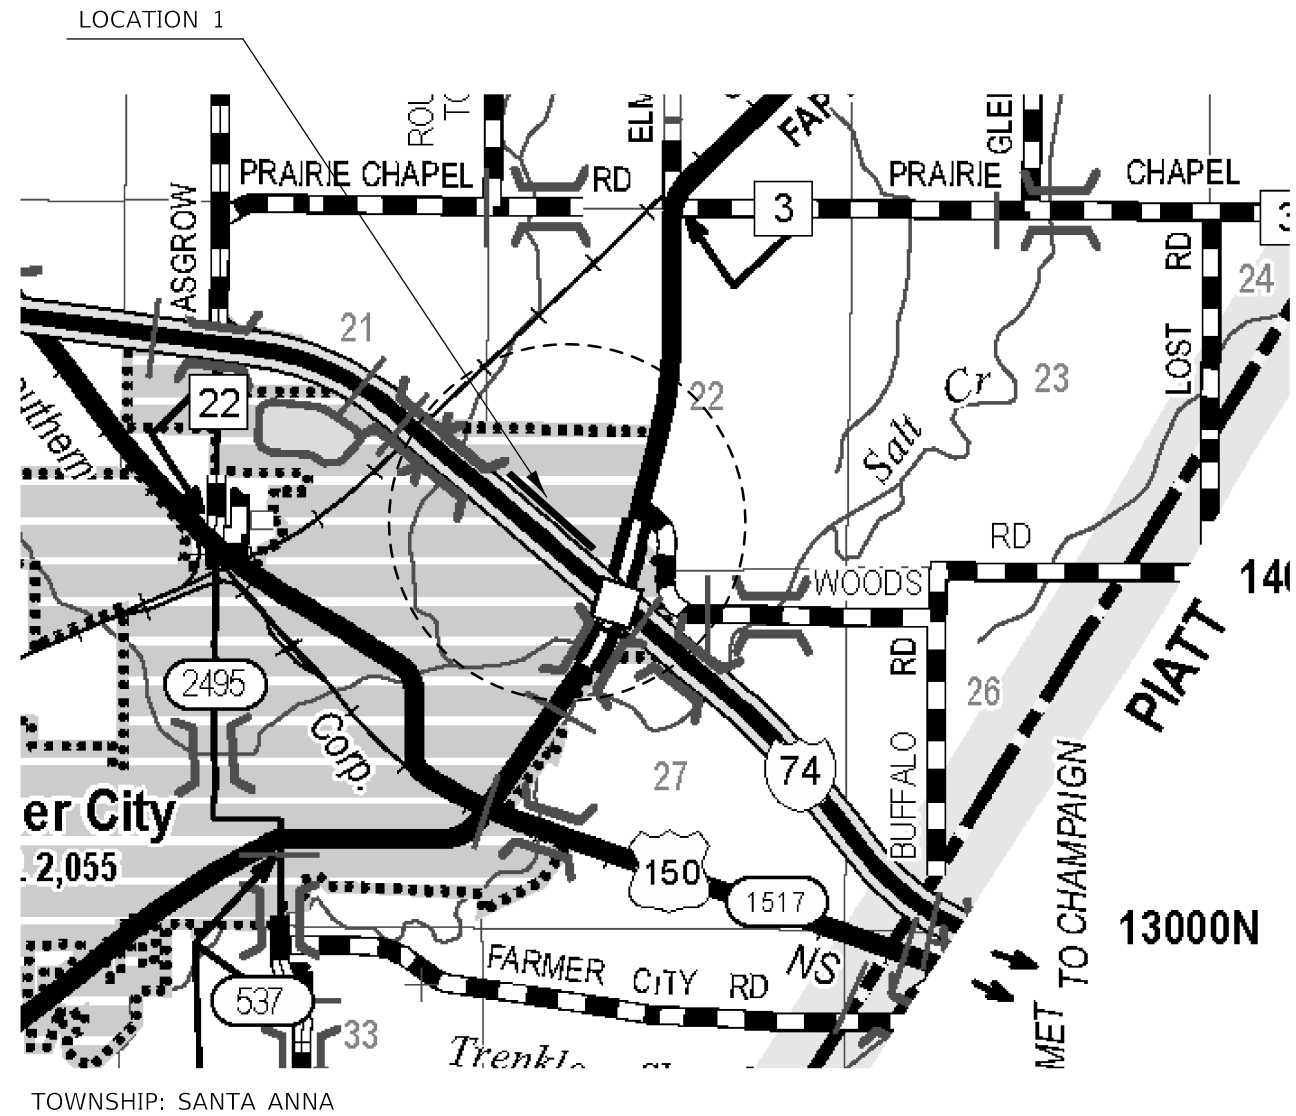 LOCATION 1
ELM
FAP
PRAIRIE CHAPEL RD
PRAIRIE CHAPEL
ASGROW
3
LOST RD
24
21
22
22
23
Salt Cr
uthern
RD
WOODS
140
PIATT
2495
26
Corp.
BUFFALO RD
74
27
er City
2,055
150
1517
TO CHAMPAIGN
13000N
NS
FARMER CITY RD
537
33
MET
TOWNSHIP: SANTA ANNA